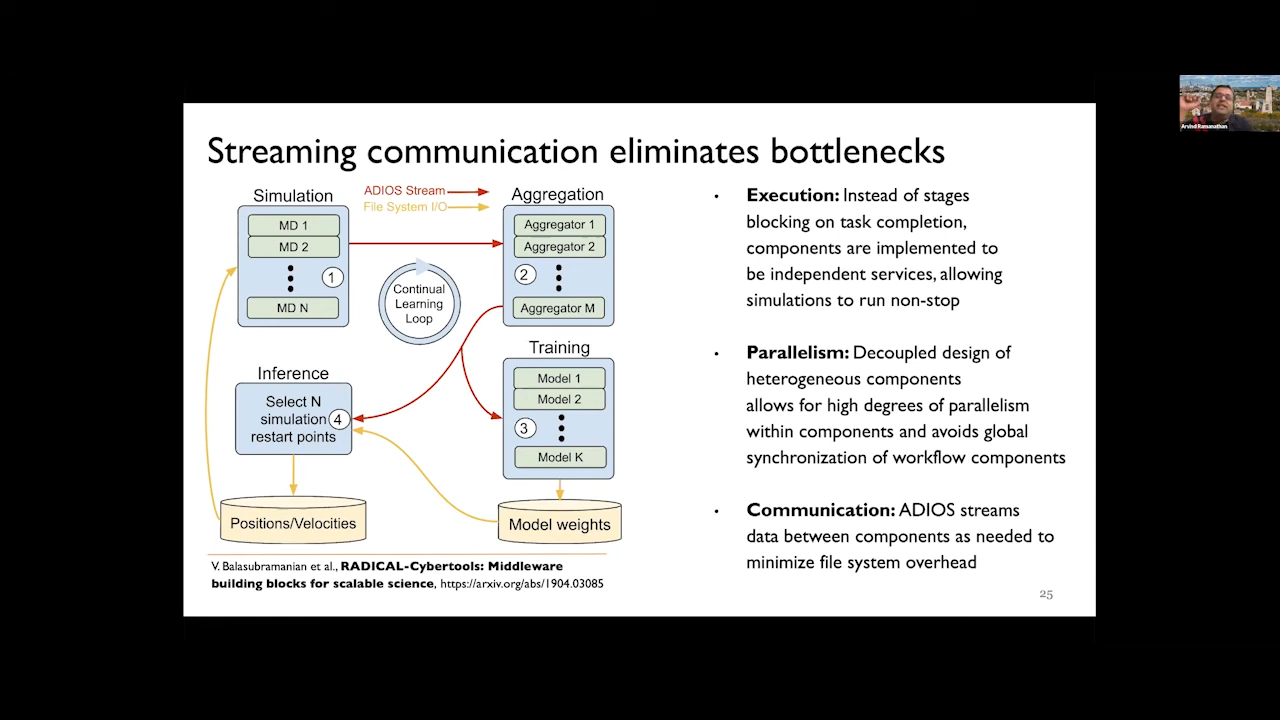 Streaming communication eliminates bottlenecks
Simulation
MD 1
MD 2
1
MD N
ADIOS Stream
File System I/O
Continual
Learning
Loop
Aggregation
Aggregator 1
Aggregator 2
2
Aggregator M
Training
Model 1
Model 2
3
Model K
Inference
Select N
simulation
restart points
4
Positions/Velocities
Model weights
V. Balasubramanian et al., RADICAL-Cybertools: Middleware
building blocks for scalable science, https://arxiv.org/abs/1904.03085
• Execution: Instead of stages
blocking on task completion,
components are implemented to
be independent services, allowing
simulations to run non-stop
• Parallelism: Decoupled design of
heterogeneous components
allows for high degrees of parallelism
within components and avoids global
synchronization of workflow components
• Communication: ADIOS streams
data between components as needed to
minimize file system overhead
25
Arvind Ramanathan